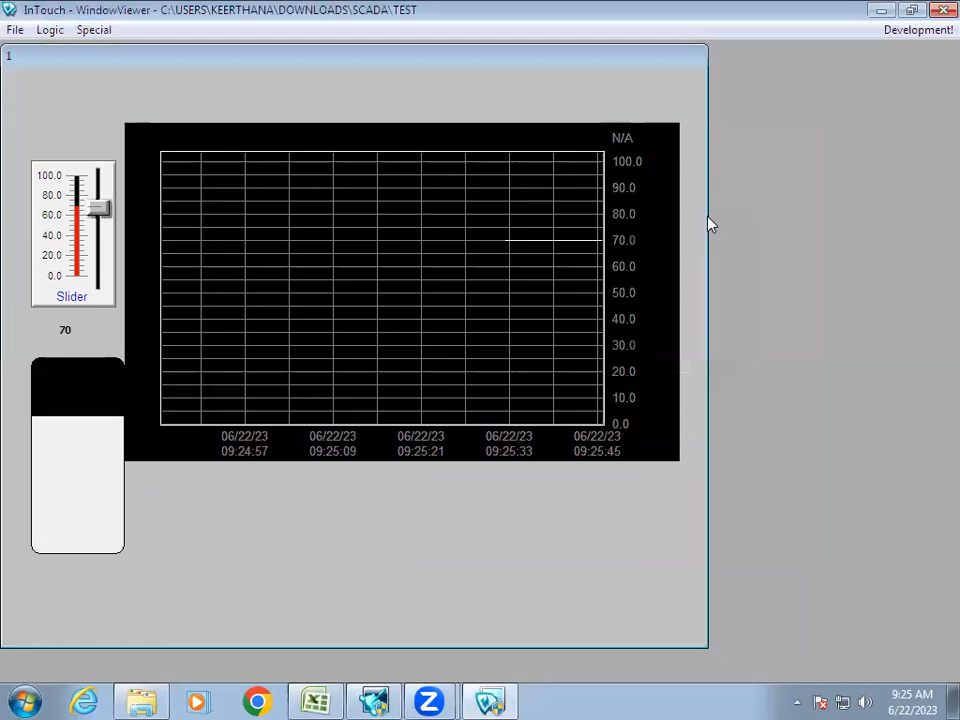 InTouch - WindowViewer - C:\USERS\KEERTHANA\DOWNLOADS\SCADA\TEST
File Logic Special Development!
1
N/A
100.0
90.0
80.0
70.0
60.0
50.0
40.0
30.0
20.0
10.0
0.0
100.0
80.0
60.0
40.0
20.0
0.0
Slider
70
06/22/23 06/22/23 06/22/23 06/22/23 06/22/23
09:24:57 09:25:09 09:25:21 09:25:33 09:25:45
9:25 AM
6/22/2023